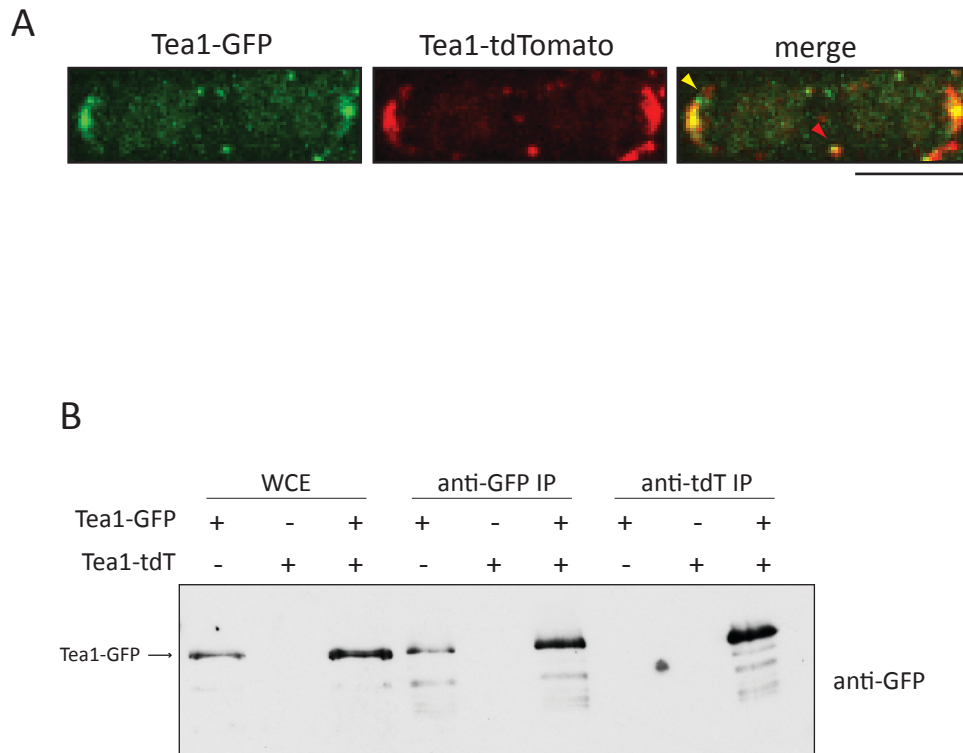 A
Tea1-GFP Tea1-tdTomato merge
B
WCE anti-GFP IP anti-tdT IP
Tea1-GFP + - + + - + + - +
Tea1-tdT - + + - + + - + +
Tea1-GFP →
anti-GFP